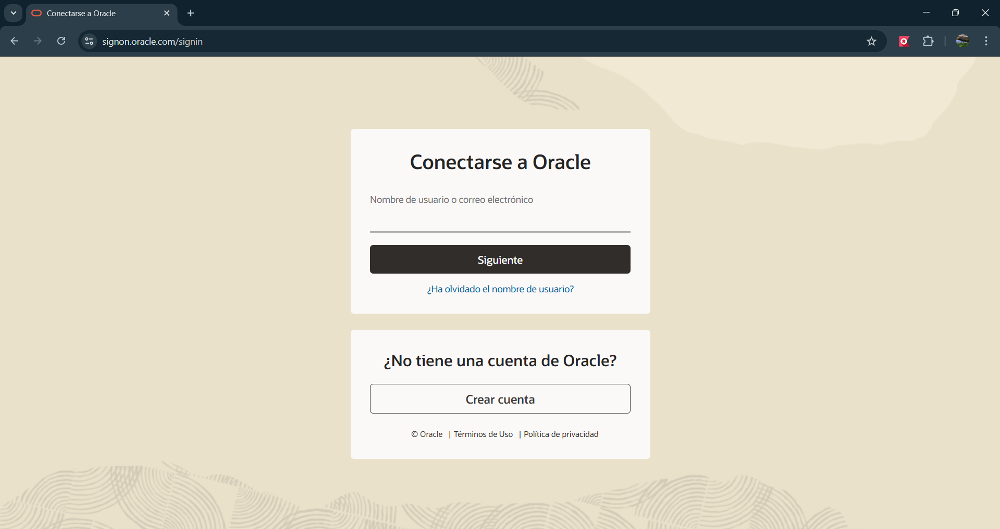 Conectarse a Oracle
signon.oracle.com/signin
Conectarse a Oracle
Nombre de usuario o correo electrónico
Siguiente
¿Ha olvidado el nombre de usuario?
¿No tiene una cuenta de Oracle?
Crear cuenta
© Oracle | Términos de Uso | Política de privacidad